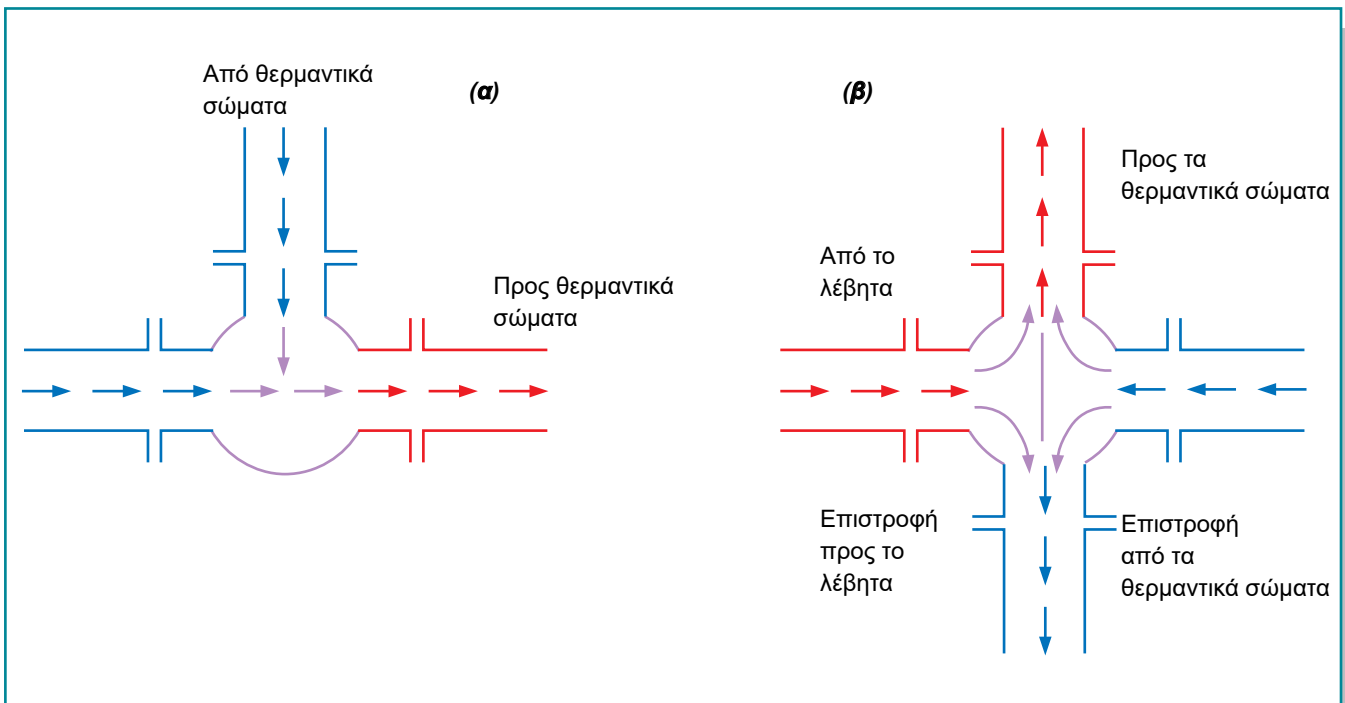 Από θερμαντικά
σώματα
(α)
Προς θερμαντικά
σώματα
(β)
Προς τα
θερμαντικά σώματα
Από το
λέβητα
Επιστροφή
προς το
λέβητα
Επιστροφή
από τα
θερμαντικά σώματα